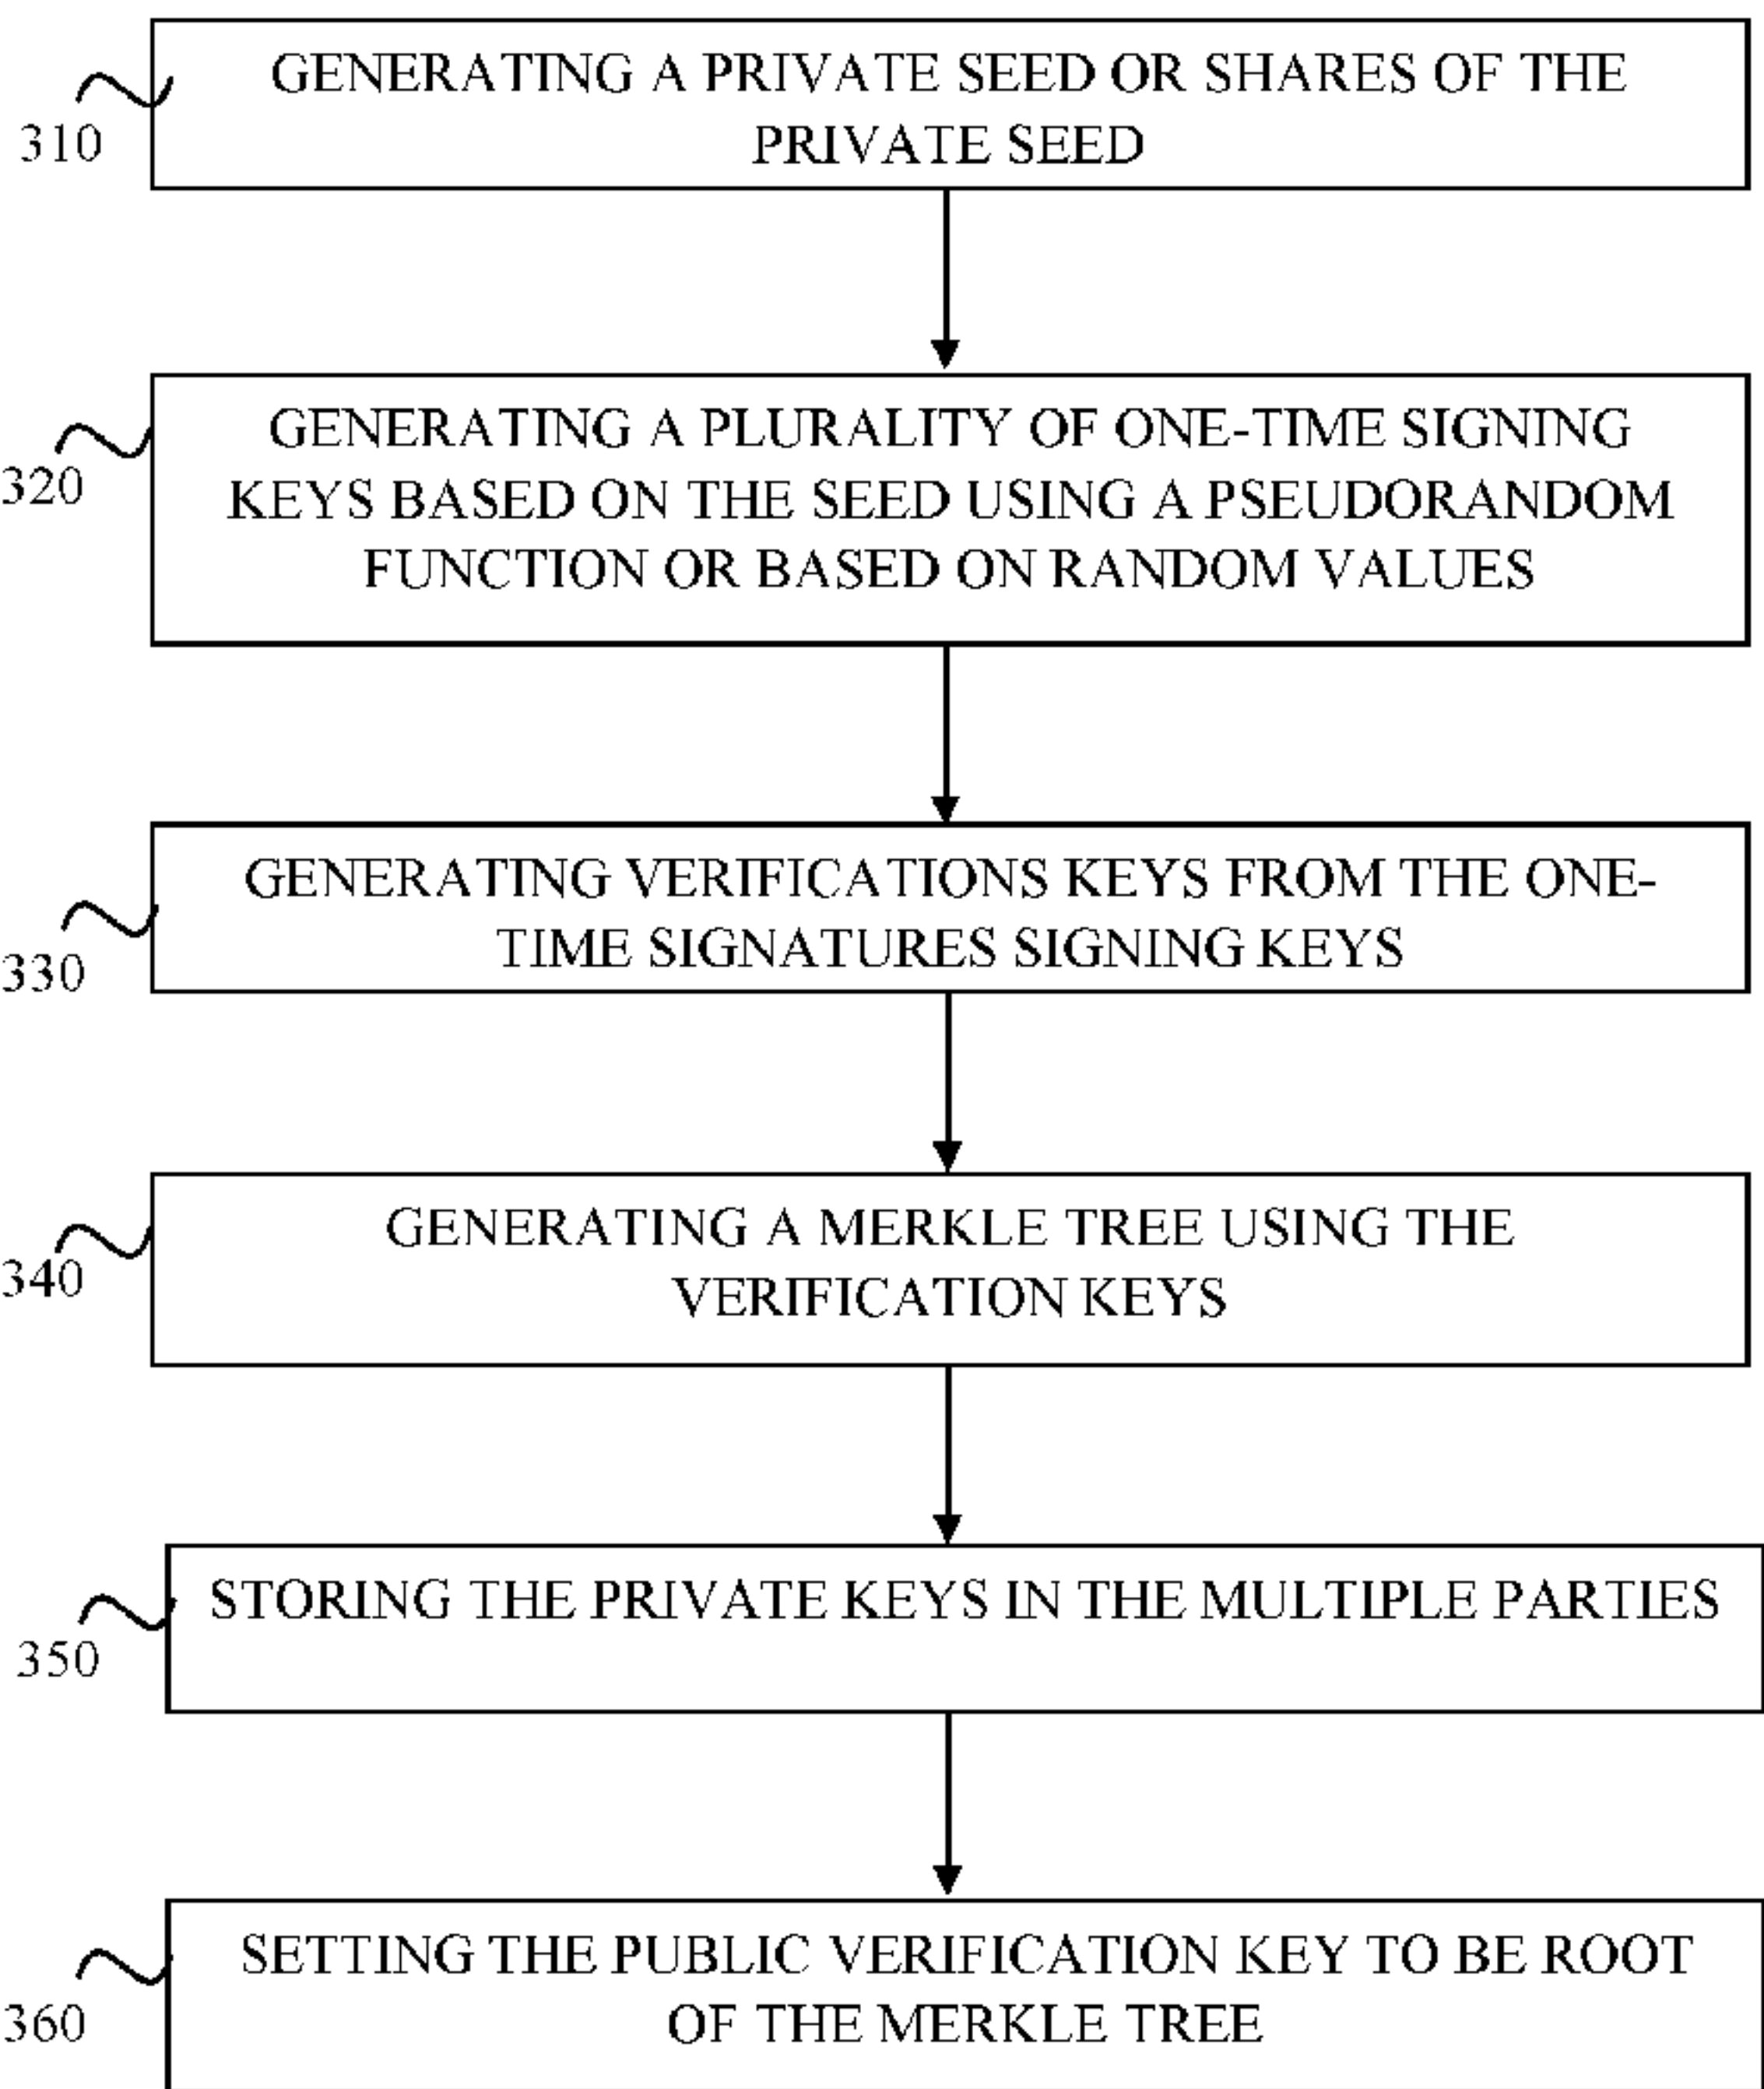 GENERATING A PRIVATE SEED OR SHARES OF THE
PRIVATE SEED
310
GENERATING A PLURALITY OF ONE-TIME SIGNING
KEYS BASED ON THE SEED USING A PSEUDORANDOM
FUNCTION OR BASED ON RANDOM VALUES
320
GENERATING VERIFICATIONS KEYS FROM THE ONE-
TIME SIGNATURES SIGNING KEYS
330
GENERATING A MERKLE TREE USING THE
VERIFICATION KEYS
340
STORING THE PRIVATE KEYS IN THE MULTIPLE PARTIES
350
SETTING THE PUBLIC VERIFICATION KEY TO BE ROOT
OF THE MERKLE TREE
360